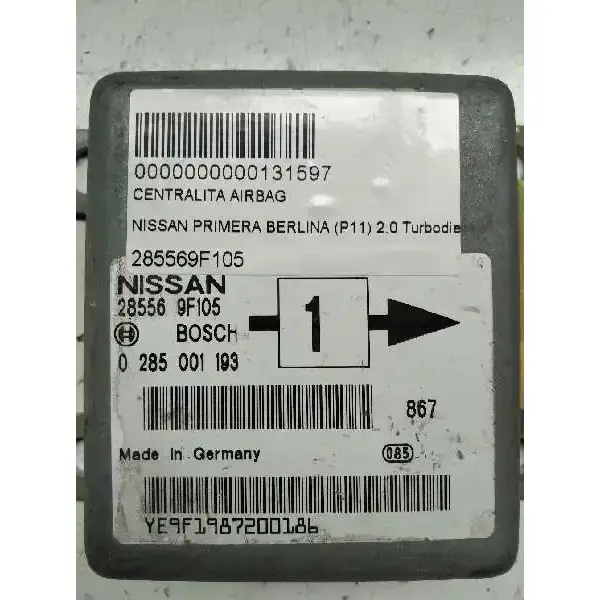 0000000000131597
CENTRALITA AIRBAG
NISSAN PRIMERA BERLINA (P11) 2.0 Turbodie
285569F105
NISSAN
28556 9F105
BOSCH
1
0 285 001 193
867
Made in Germany
085
YE9F1987200186